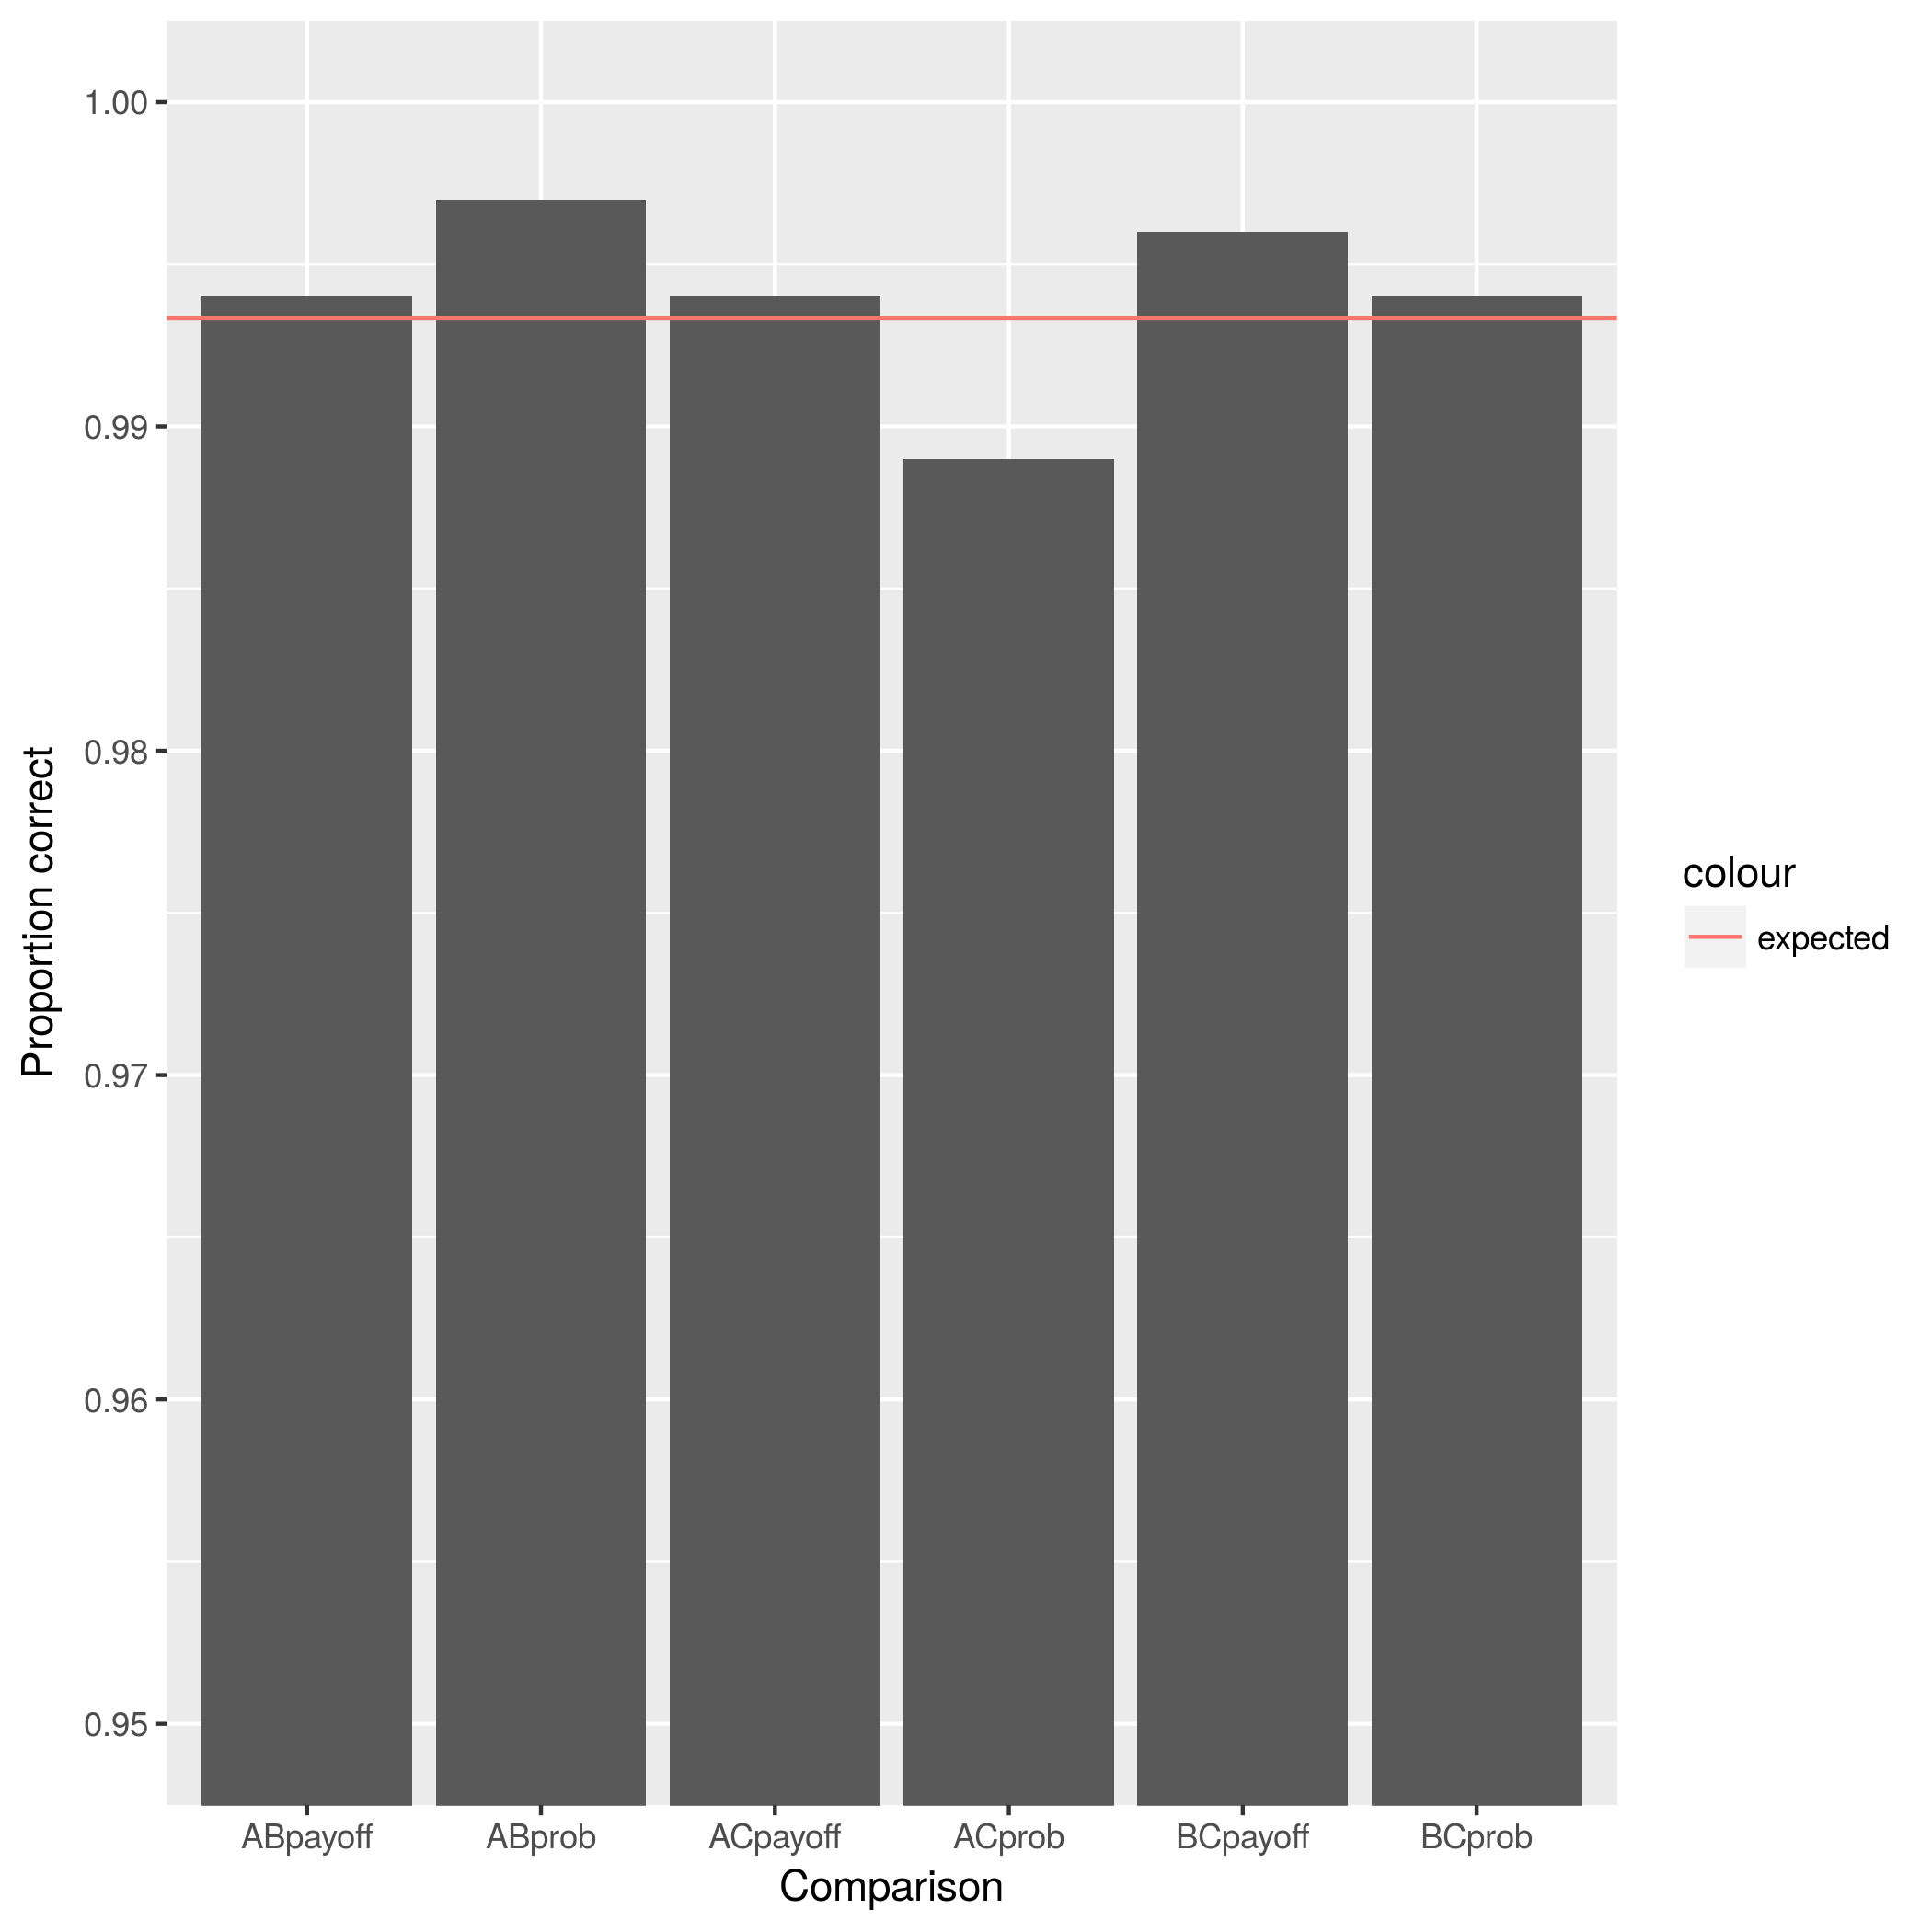 1.00
0.99
0.98
0.97
0.96
0.95
Proportion correct
ABpayoff
ABprob
ACpayoff
ACprob
BCpayoff
BCprob
Comparison
colour
expected